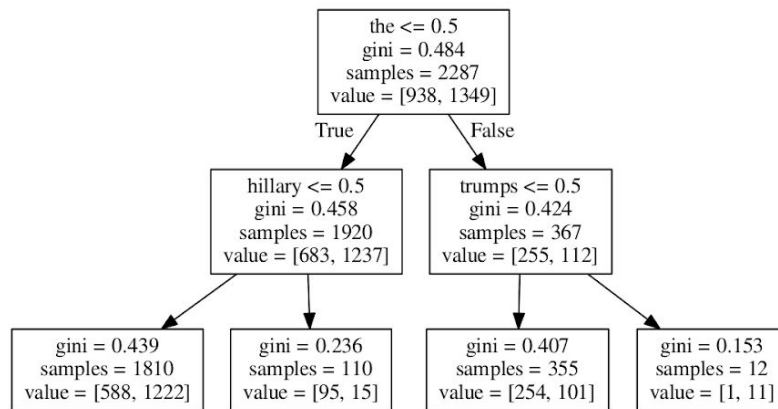 the <= 0.5
gini = 0.484
samples = 2287
value = [938, 1349]
True
False
hillary <= 0.5
gini = 0.458
samples = 1920
value = [683, 1237]
trumps <= 0.5
gini = 0.424
samples = 367
value = [255, 112]
gini = 0.439
samples = 1810
value = [588, 1222]
gini = 0.236
samples = 110
value = [95, 15]
gini = 0.407
samples = 355
value = [254, 101]
gini = 0.153
samples = 12
value = [1, 11]